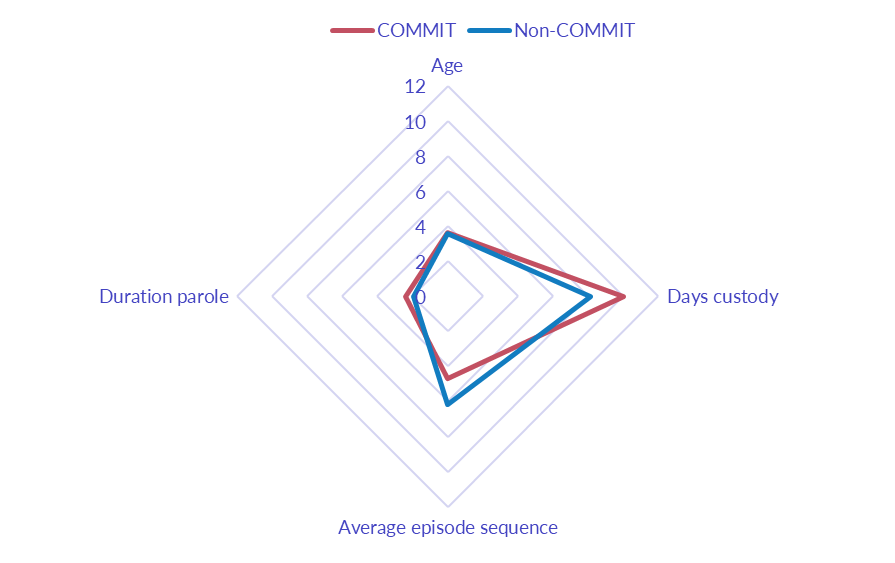 COMMIT Non-COMMIT
Age
12
10
8
6
4
2
0
Duration parole
Days custody
Average episode sequence